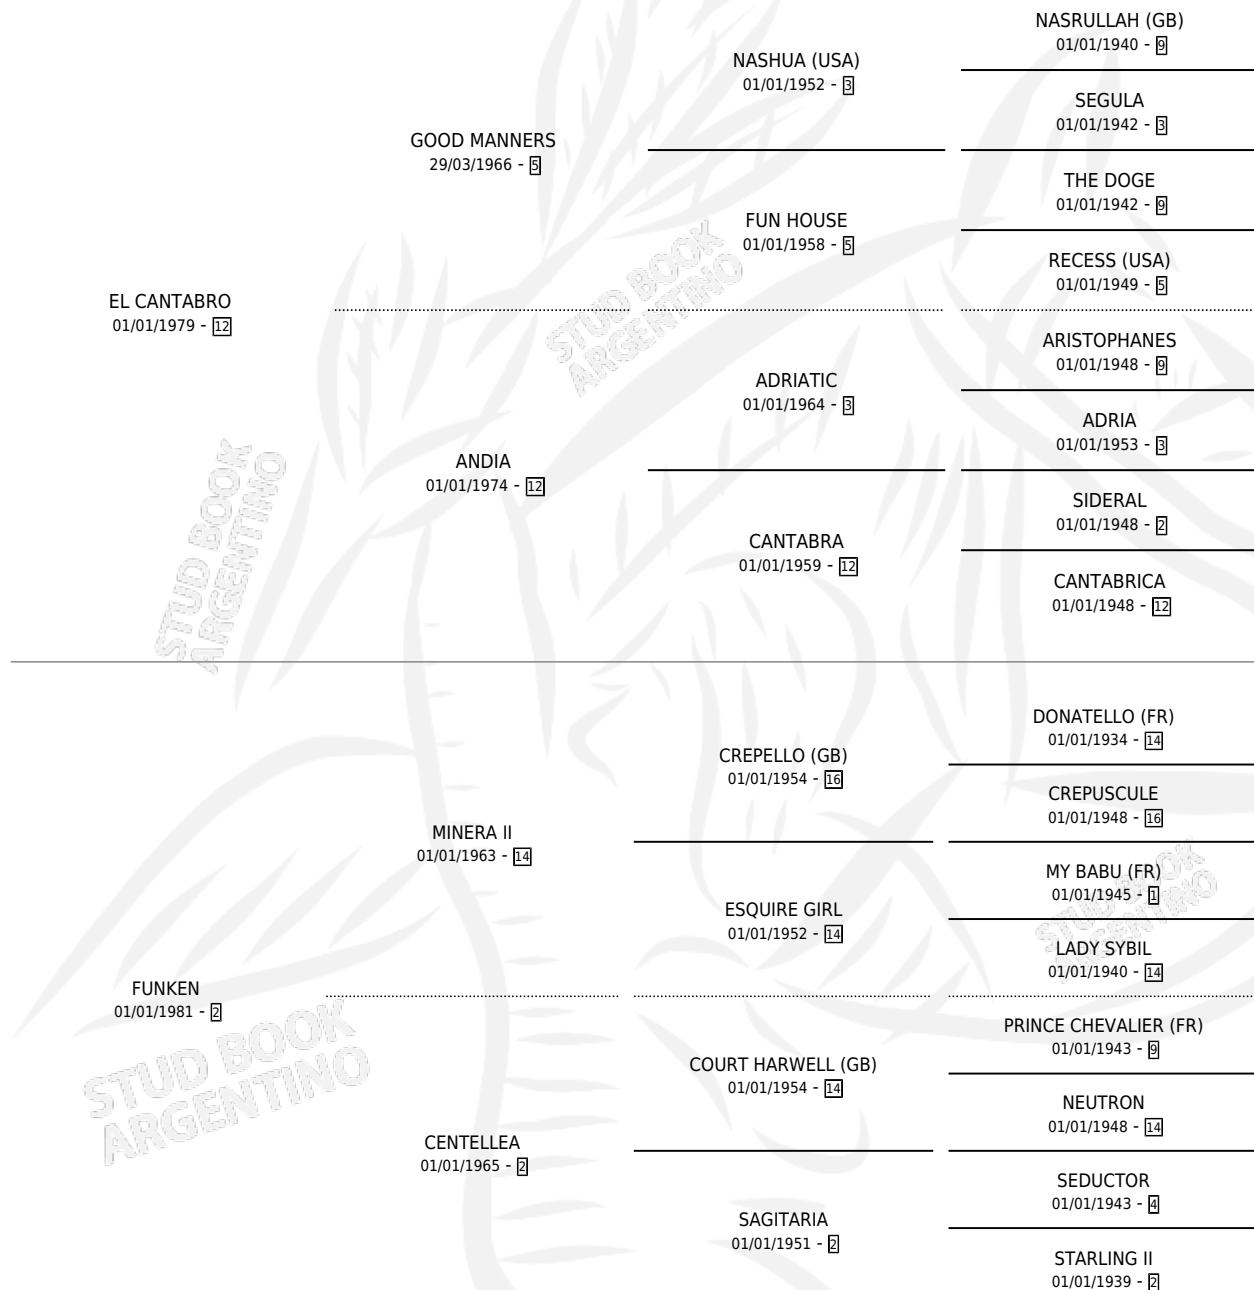 EL CANTABRO
01/01/1979 - 12
GOOD MANNERS
29/03/1966 - 5
NASHUA (USA)
01/01/1952 - 3
NASRULLAH (GB)
01/01/1940 - 9
SEGULA
01/01/1942 - 3
FUN HOUSE
01/01/1958 - 5
THE DOGE
01/01/1942 - 9
RECESS (USA)
01/01/1949 - 5
ANDIA
01/01/1974 - 12
ADRIATIC
01/01/1964 - 3
ARISTOPHANES
01/01/1948 - 9
ADRIA
01/01/1953 - 3
CANTABRA
01/01/1959 - 12
SIDERAL
01/01/1948 - 2
CANTABRICA
01/01/1948 - 12
FUNKEN
01/01/1981 - 2
MINERA II
01/01/1963 - 14
CREPELLO (GB)
01/01/1954 - 16
DONATELLO (FR)
01/01/1934 - 14
CREPUSCULE
01/01/1948 - 16
ESQUIRE GIRL
01/01/1952 - 14
MY BABU (FR)
01/01/1945 - 1
LADY SYBIL
01/01/1940 - 14
CENTELLEA
01/01/1965 - 2
COURT HARWELL (GB)
01/01/1954 - 14
PRINCE CHEVALIER (FR)
01/01/1943 - 9
NEUTRON
01/01/1948 - 14
SAGITARIA
01/01/1951 - 2
SEDUCTOR
01/01/1943 - 4
STARLING II
01/01/1939 - 2
STUD BOOK
ARGENTINO
STUD BOOK
ARGENTINO
STUD BOOK
ARGENTINO
STUD BOOK
ARGENTINO